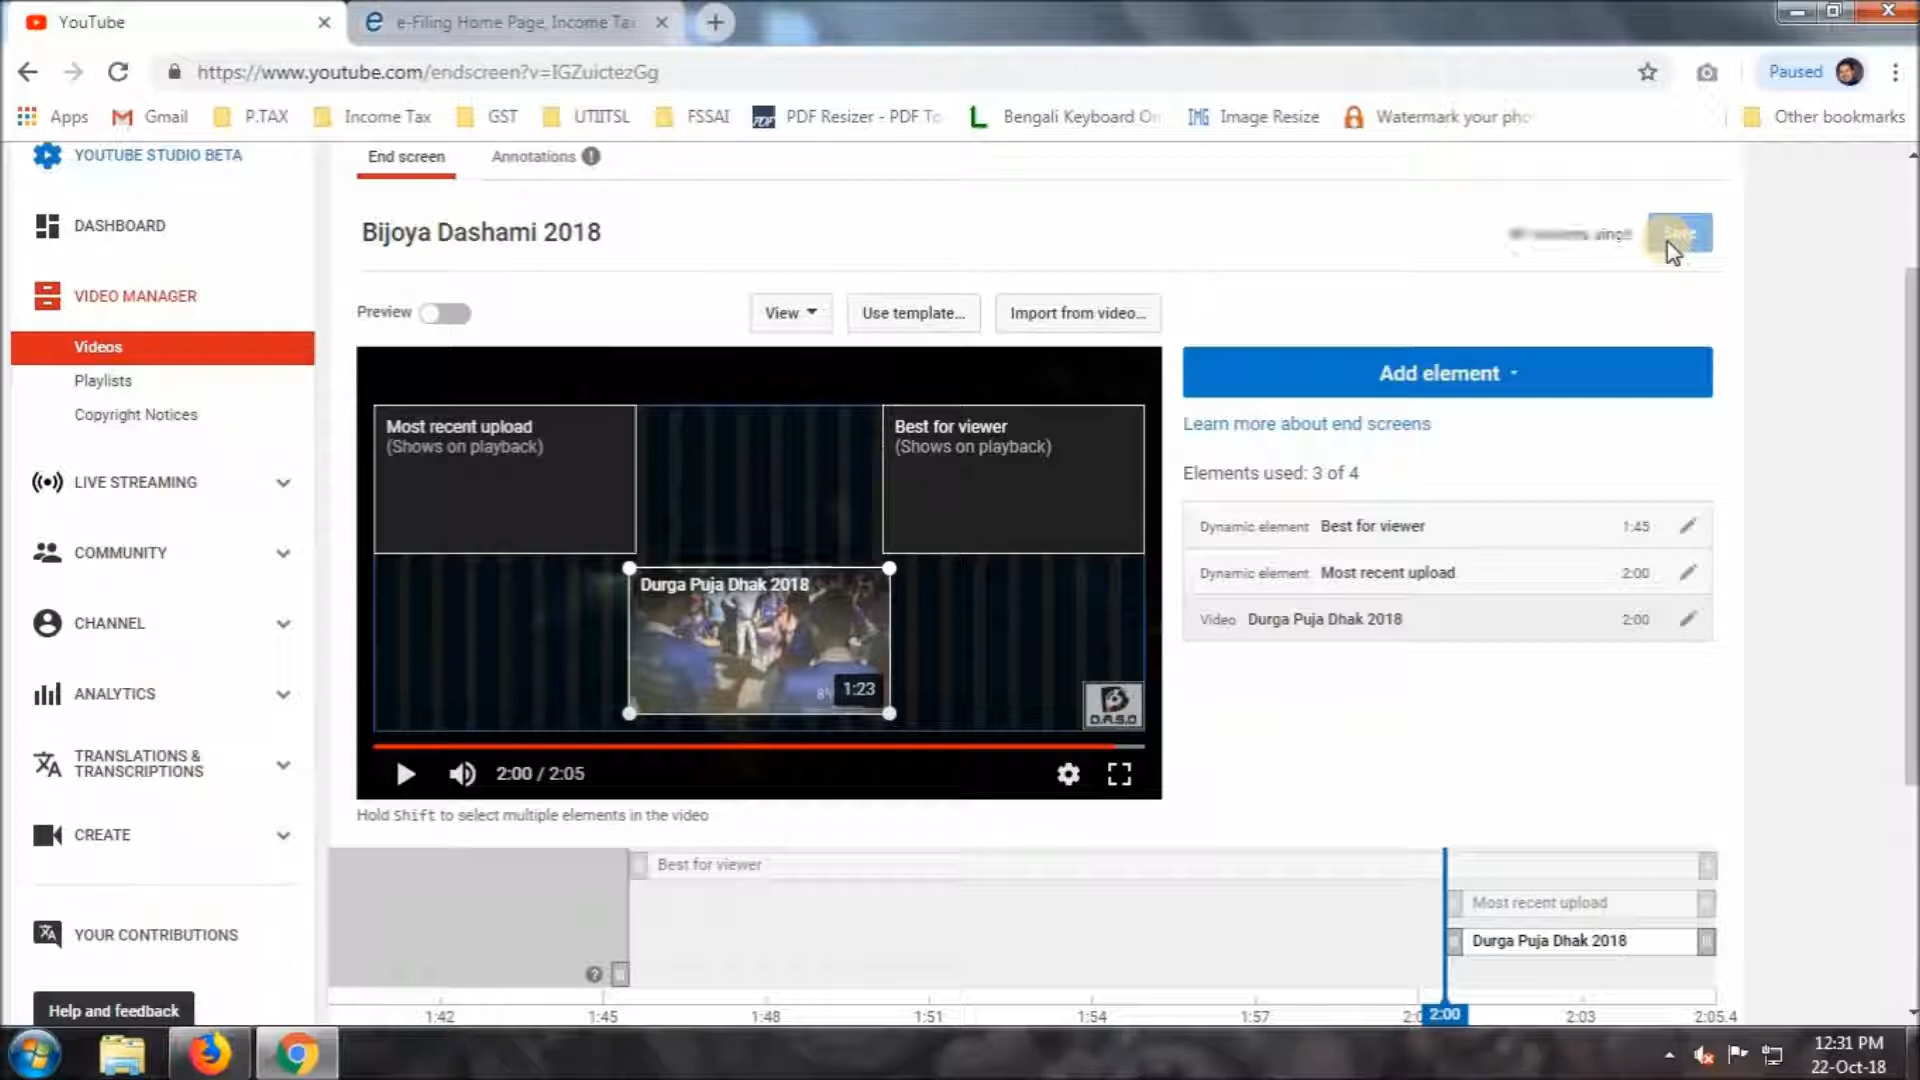 YouTube
e-Filing Home Page, Income Ta
https://www.youtube.com/endscreen?v=IGZuictezGg
Paused
Apps
Gmail
P.TAX
Income Tax
GST
UTIITSL
FSSAI
PDF
PDF Resizer - PDF To
Bengali Keyboard On
IMG
Image Resize
Watermark your pho
Other bookmarks
YOUTUBE STUDIO BETA
DASHBOARD
VIDEO MANAGER
Videos
Playlists
Copyright Notices
LIVE STREAMING
COMMUNITY
CHANNEL
ANALYTICS
TRANSLATIONS &
TRANSCRIPTIONS
CREATE
YOUR CONTRIBUTIONS
Help and feedback
End screen
Annotations
Bijoya Dashami 2018
Save
Preview
View
Use template...
Import from video...
Most recent upload
(Shows on playback)
Best for viewer
(Shows on playback)
Durga Puja Dhak 2018
1:23
D.A.S.O
2:00 / 2:05
Hold Shift to select multiple elements in the video
Add element
Learn more about end screens
Elements used: 3 of 4
Dynamic element Best for viewer 1:45
Dynamic element Most recent upload 2:00
Video Durga Puja Dhak 2018 2:00
Best for viewer
Most recent upload
Durga Puja Dhak 2018
1:42
1:45
1:48
1:51
1:54
1:57
2:00
2:03
2:05.4
12:31 PM
22-Oct-18